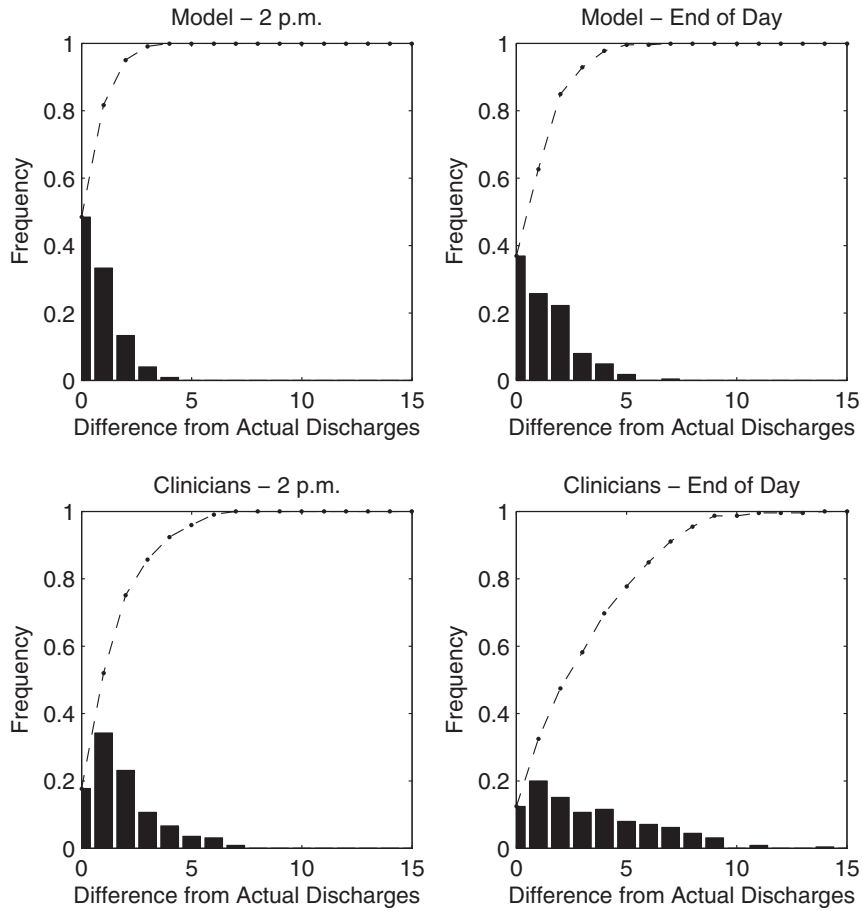 Model – 2 p.m.
1
0.8
0.6
0.4
0.2
0
Frequency
0 5 10 15
Difference from Actual Discharges
Model – End of Day
1
0.8
0.6
0.4
0.2
0
Frequency
0 5 10 15
Difference from Actual Discharges
Clinicians – 2 p.m.
1
0.8
0.6
0.4
0.2
0
Frequency
0 5 10 15
Difference from Actual Discharges
Clinicians – End of Day
1
0.8
0.6
0.4
0.2
0
Frequency
0 5 10 15
Difference from Actual Discharges